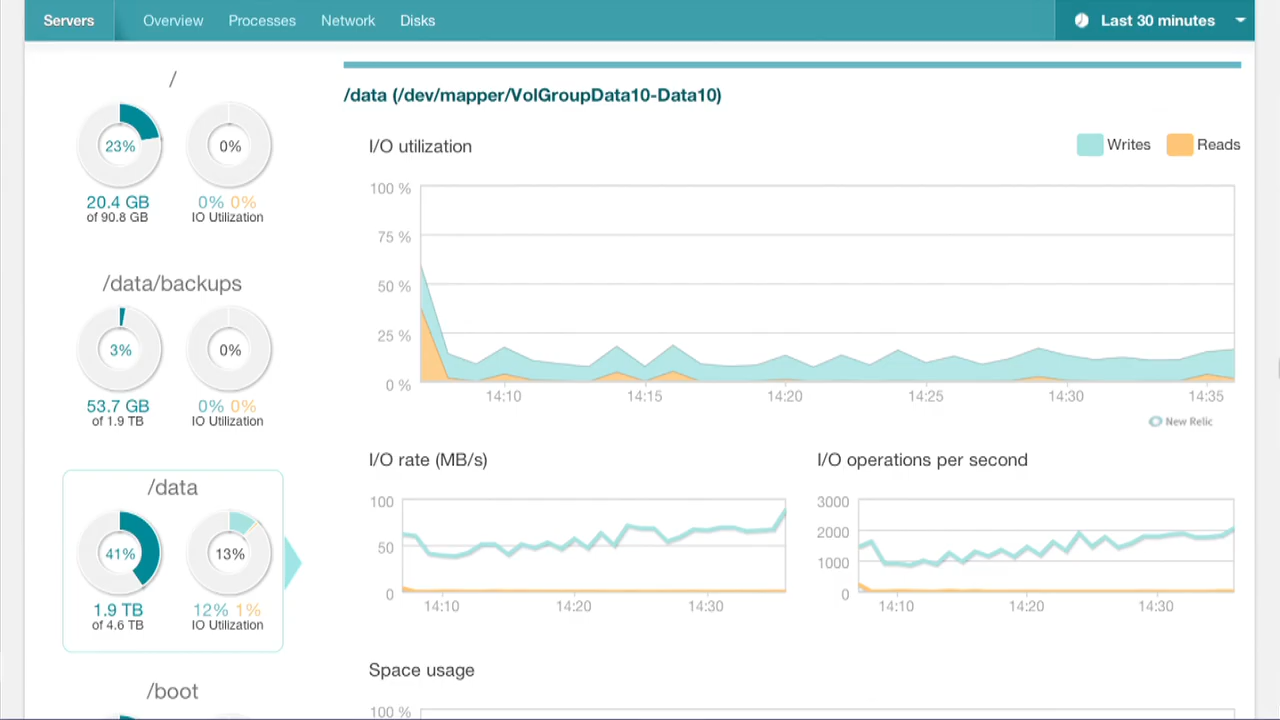 Servers Overview Processes Network Disks Last 30 minutes
/
23% 0%
20.4 GB 0% 0%
of 90.8 GB IO Utilization
/data/backups
3% 0%
53.7 GB 0% 0%
of 1.9 TB IO Utilization
/data
41% 13%
1.9 TB 12% 1%
of 4.6 TB IO Utilization
/boot
/data (/dev/mapper/VolGroupData10-Data10)
I/O utilization Writes Reads
100 %
75 %
50 %
25 %
0 %
14:10 14:15 14:20 14:25 14:30 14:35
New Relic
I/O rate (MB/s)
100
50
0
14:10 14:20 14:30
I/O operations per second
3000
2000
1000
0
14:10 14:20 14:30
Space usage
100 %